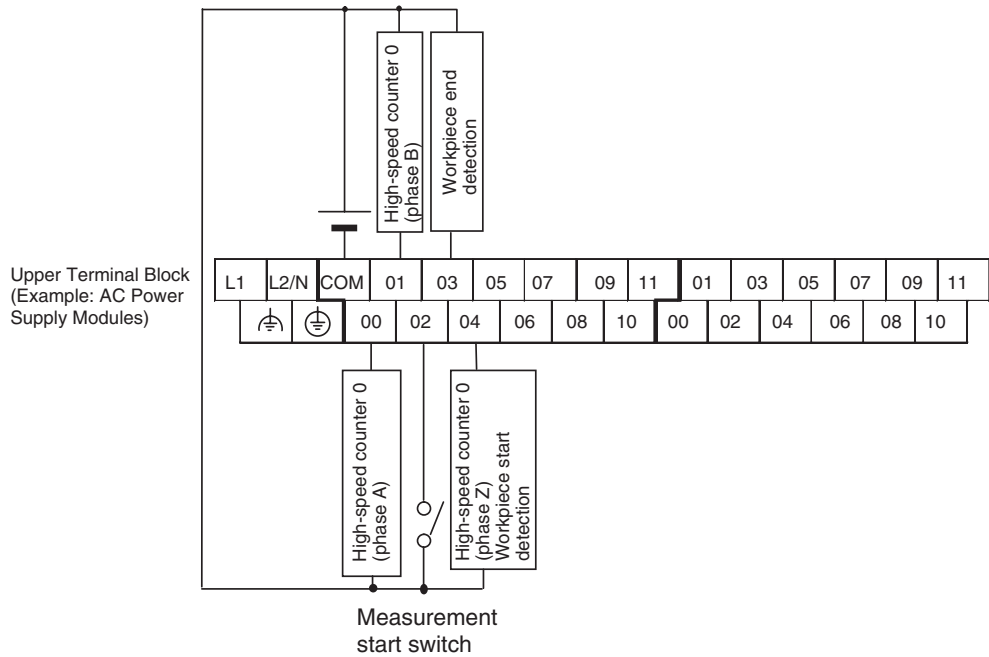 High-speed counter 0
(phase B)
Workpiece end
detection
Upper Terminal Block
(Example: AC Power
Supply Modules)
L1 L2/N COM 01 03 05 07 09 11 01 03 05 07 09 11
00 02 04 06 08 10 00 02 04 06 08 10
High-speed counter 0
(phase A)
High-speed counter 0
(phase Z)
Workpiece start
detection
Measurement
start switch